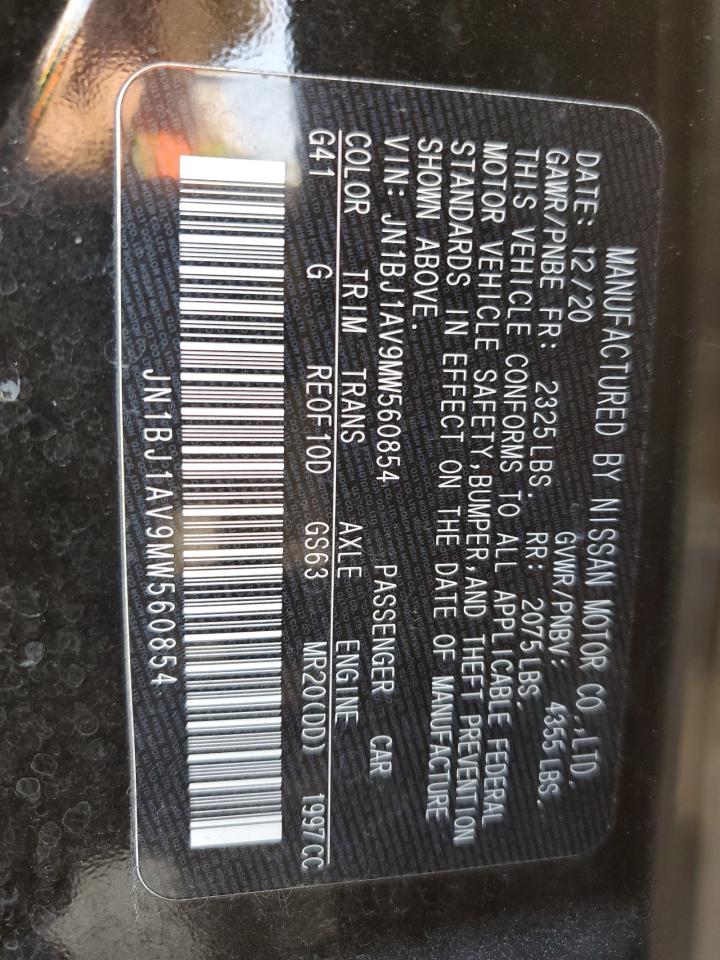 MANUFACTURED BY NISSAN MOTOR CO.,LTD.
DATE: 12/20 GVWR/PNBV: 4355 LBS.
GAWR/PNBE FR: 2325 LBS. RR: 2075 LBS.
THIS VEHICLE CONFORMS TO ALL APPLICABLE FEDERAL
MOTOR VEHICLE SAFETY, BUMPER, AND THEFT PREVENTION
STANDARDS IN EFFECT ON THE DATE OF MANUFACTURE
SHOWN ABOVE.
VIN: JN1BJ1AV9MW560854 PASSENGER CAR
COLOR TRIM TRANS AXLE ENGINE
G41 G RE0F10D GS63 MR20(DD) 1997CC
JN1BJ1AV9MW560854